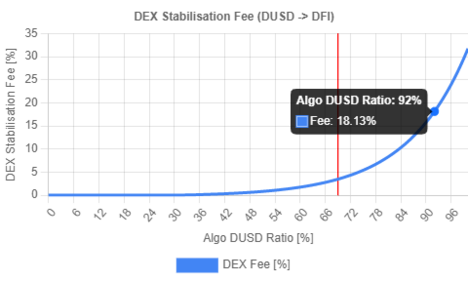 DEX Stabilisation Fee (DUSD -> DFI)
35
30
25
20
15
10
5
0
DEX Stabilisation Fee [%]
Algo DUSD Ratio: 92%
Fee: 18.13%
0 6 12 18 24 30 36 42 48 54 60 66 72 78 84 90 96
Algo DUSD Ratio [%]
DEX Fee [%]